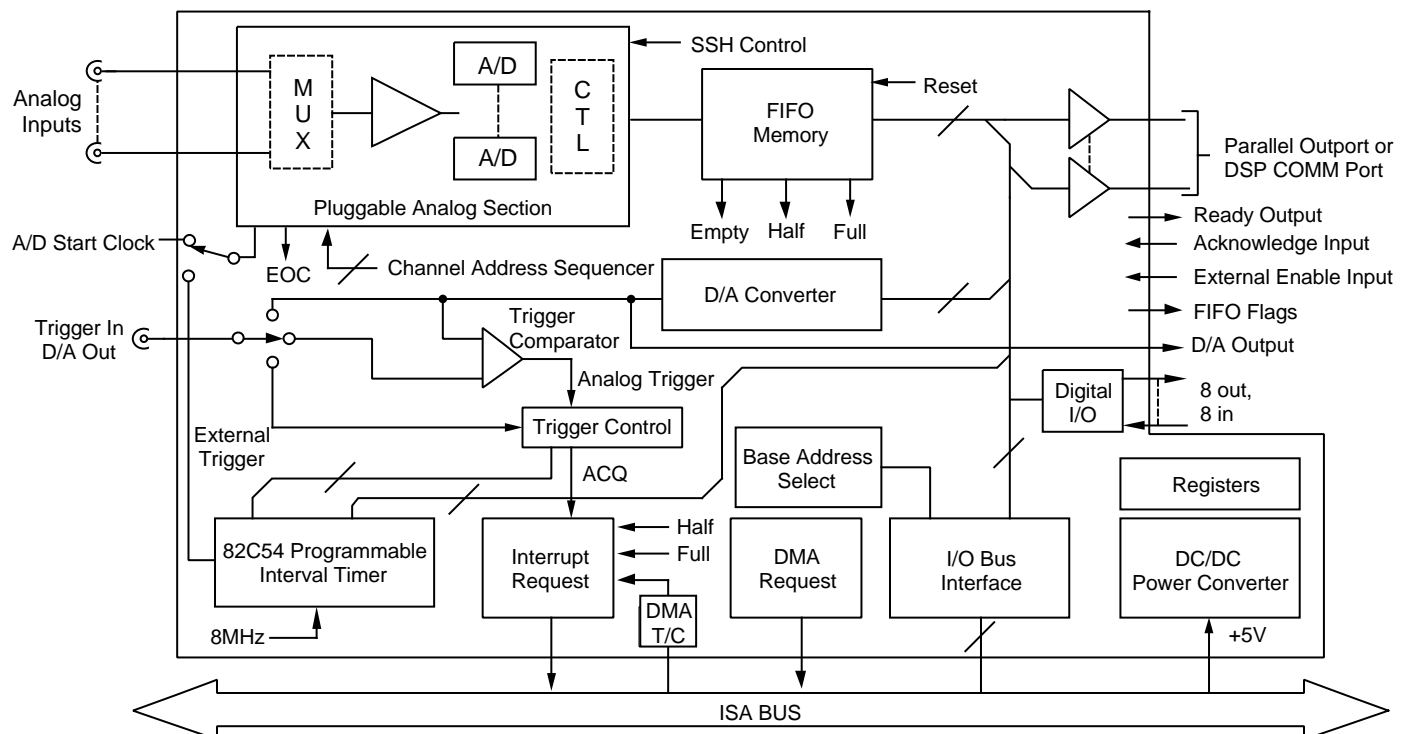 SSH Control
Analog
Inputs
M
U
X
A/D
A/D
C
T
L
Pluggable Analog Section
FIFO
Memory
Reset
Empty
Half
Full
Parallel Outport or
DSP COMM Port
Ready Output
Acknowledge Input
External Enable Input
FIFO Flags
D/A Output
A/D Start Clock
EOC
Channel Address Sequencer
D/A Converter
Trigger In
D/A Out
Trigger
Comparator
Analog Trigger
Digital
I/O
8 out,
8 in
External
Trigger
Trigger Control
ACQ
Base Address
Select
Registers
82C54 Programmable
Interval Timer
8MHz
Interrupt
Request
Half
Full
DMA
T/C
DMA
Request
I/O Bus
Interface
DC/DC
Power Converter
+5V
ISA BUS